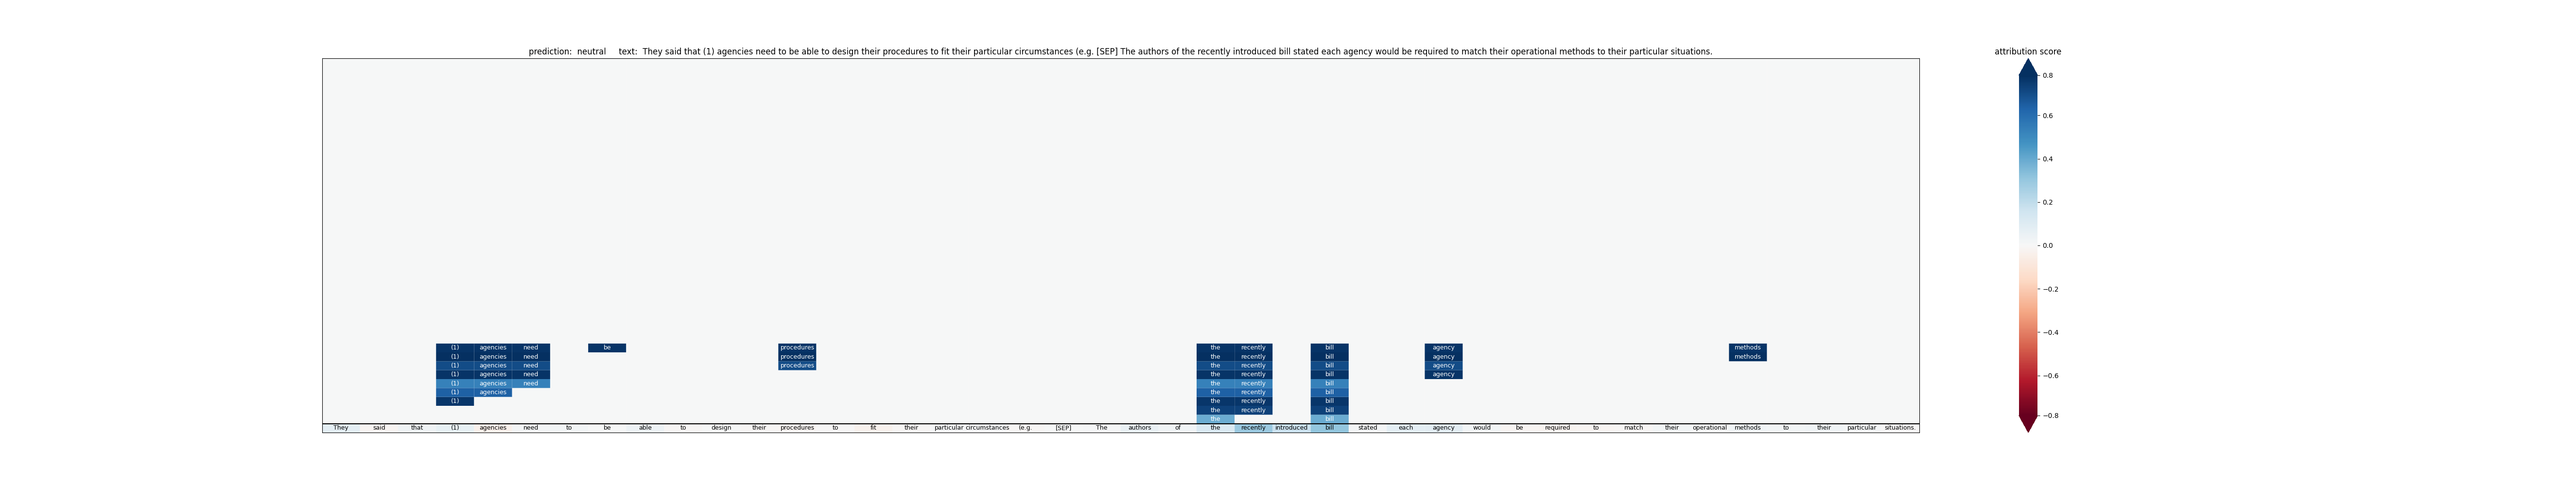 prediction:  neutral     text:  They said that (1) agencies need to be able to design their procedures to fit their particular circumstances (e.g. [SEP] The authors of the recently introduced bill stated each agency would be required to match their operational methods to their particular situations.
attribution score
0.8
0.6
0.4
0.2
0.0
−0.2
−0.4
−0.6
−0.8
(1) agencies need be procedures the recently bill agency methods
(1) agencies need procedures the recently bill agency methods
(1) agencies need procedures the recently bill agency
(1) agencies need the recently bill agency
(1) agencies need the recently bill
(1) agencies the recently bill
(1) the recently bill
the recently bill
the bill
They said that (1) agencies need to be able to design their procedures to fit their particular circumstances (e.g. [SEP] The authors of the recently introduced bill stated each agency would be required to match their operational methods to their particular situations.